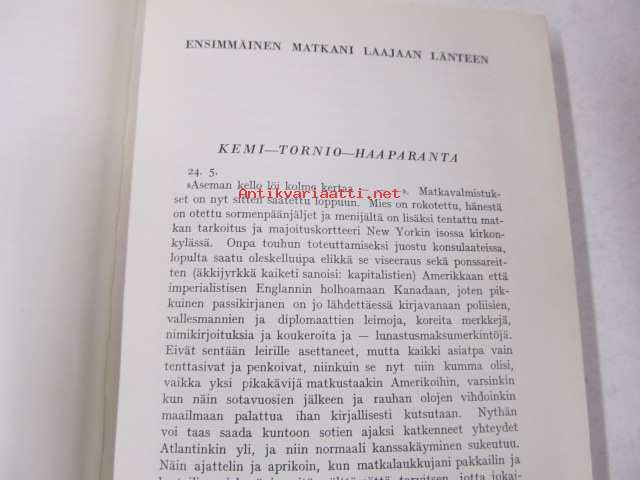 ENSIMMÄINEN MATKANI LAAJAAN LÄNTEEN
KEMI—TORNIO—HAAPARANTA
24. 5.
»Aseman kello löi kolme kertaa — ». Matkavalmistuk-
Antikvariaatti.net
set on nyt sitten saatettu loppuun. Mies on rokotettu, hänestä
on otettu sormenpäänjäljet ja menijältä on lisäksi tentattu mat-
kan tarkoitus ja majoituskortteeri New Yorkin isossa kirkon-
kylässä. Onpa touhun toteuttamiseksi juostu konsulaateissa,
lopulta saatu oleskelluipa elikkä se viseeraus sekä ponssareit-
ten (äkkijyrkkä kaiketi sanoisi: kapitalistien) Amerikkaan että
imperialistisen Englannin holhoamaan Kanadaan, joten pik-
kuinen passikirjanen on jo lähdettäessä kirjavanaan poliisien,
vallesmannien ja diplomaattien leimoja, koreita merkkejä,
nimikirjoituksia ja koukeroita ja — lunastusmaksumerkintöjä.
Eivät sentään leirille asettaneet, mutta kaikki asiatpa vain
tenttasivat ja penkoivat, niinkuin se nyt niin kumma olisi,
vaikka yksi pikakävijä matkustaakin Amerikoihin, varsinkin
kun näin sotavuosien jälkeen ja rauhan olojen vihdoinkin
maailmaan palattua ihan kirjallisesti kutsutaan. Nythän
voi taas saada kuntoon sotien ajaksi katkenneet yhteydet
Atlantinkin yli, ja niin normaali kanssakäyminen sukeutuu.
Näin ajattelin ja aprikoin, kun matkalaukkujani pakkailin ja